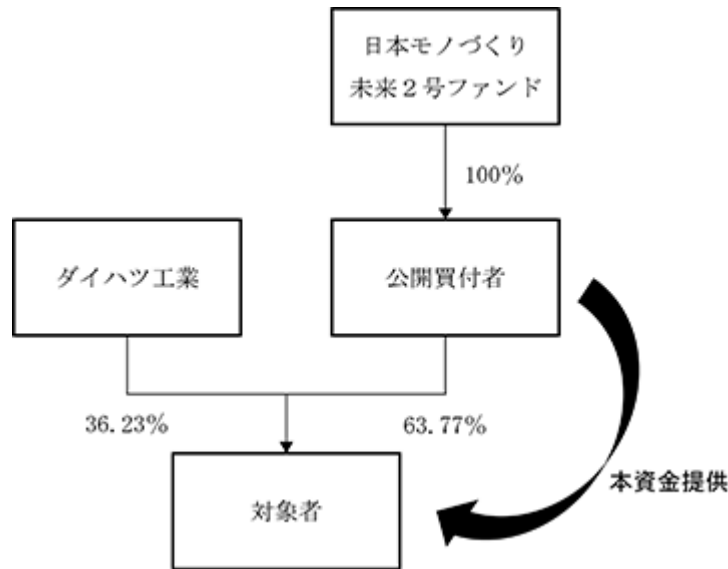 日本モノづくり
未来2号ファンド
100%
ダイハツ工業
公開買付者
36.23%
63.77%
本資金提供
対象者